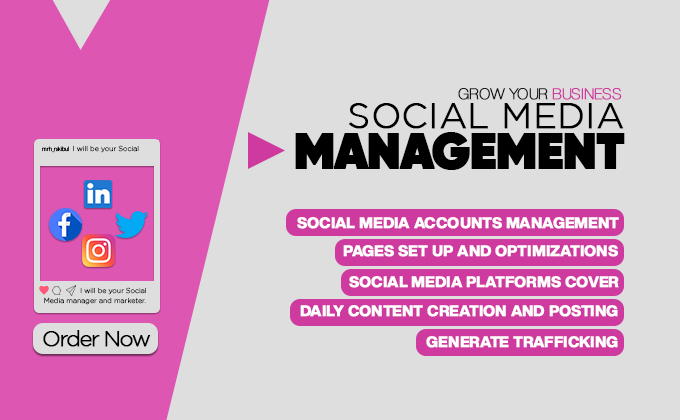 GROW YOUR BUSINESS
SOCIAL MEDIA
MANAGEMENT
mrh_rakibul I will be your Social
in
f
I will be your Social
Media manager and marketer.
Order Now
SOCIAL MEDIA ACCOUNTS MANAGEMENT
PAGES SET UP AND OPTIMIZATIONS
SOCIAL MEDIA PLATFORMS COVER
DAILY CONTENT CREATION AND POSTING
GENERATE TRAFFICKING